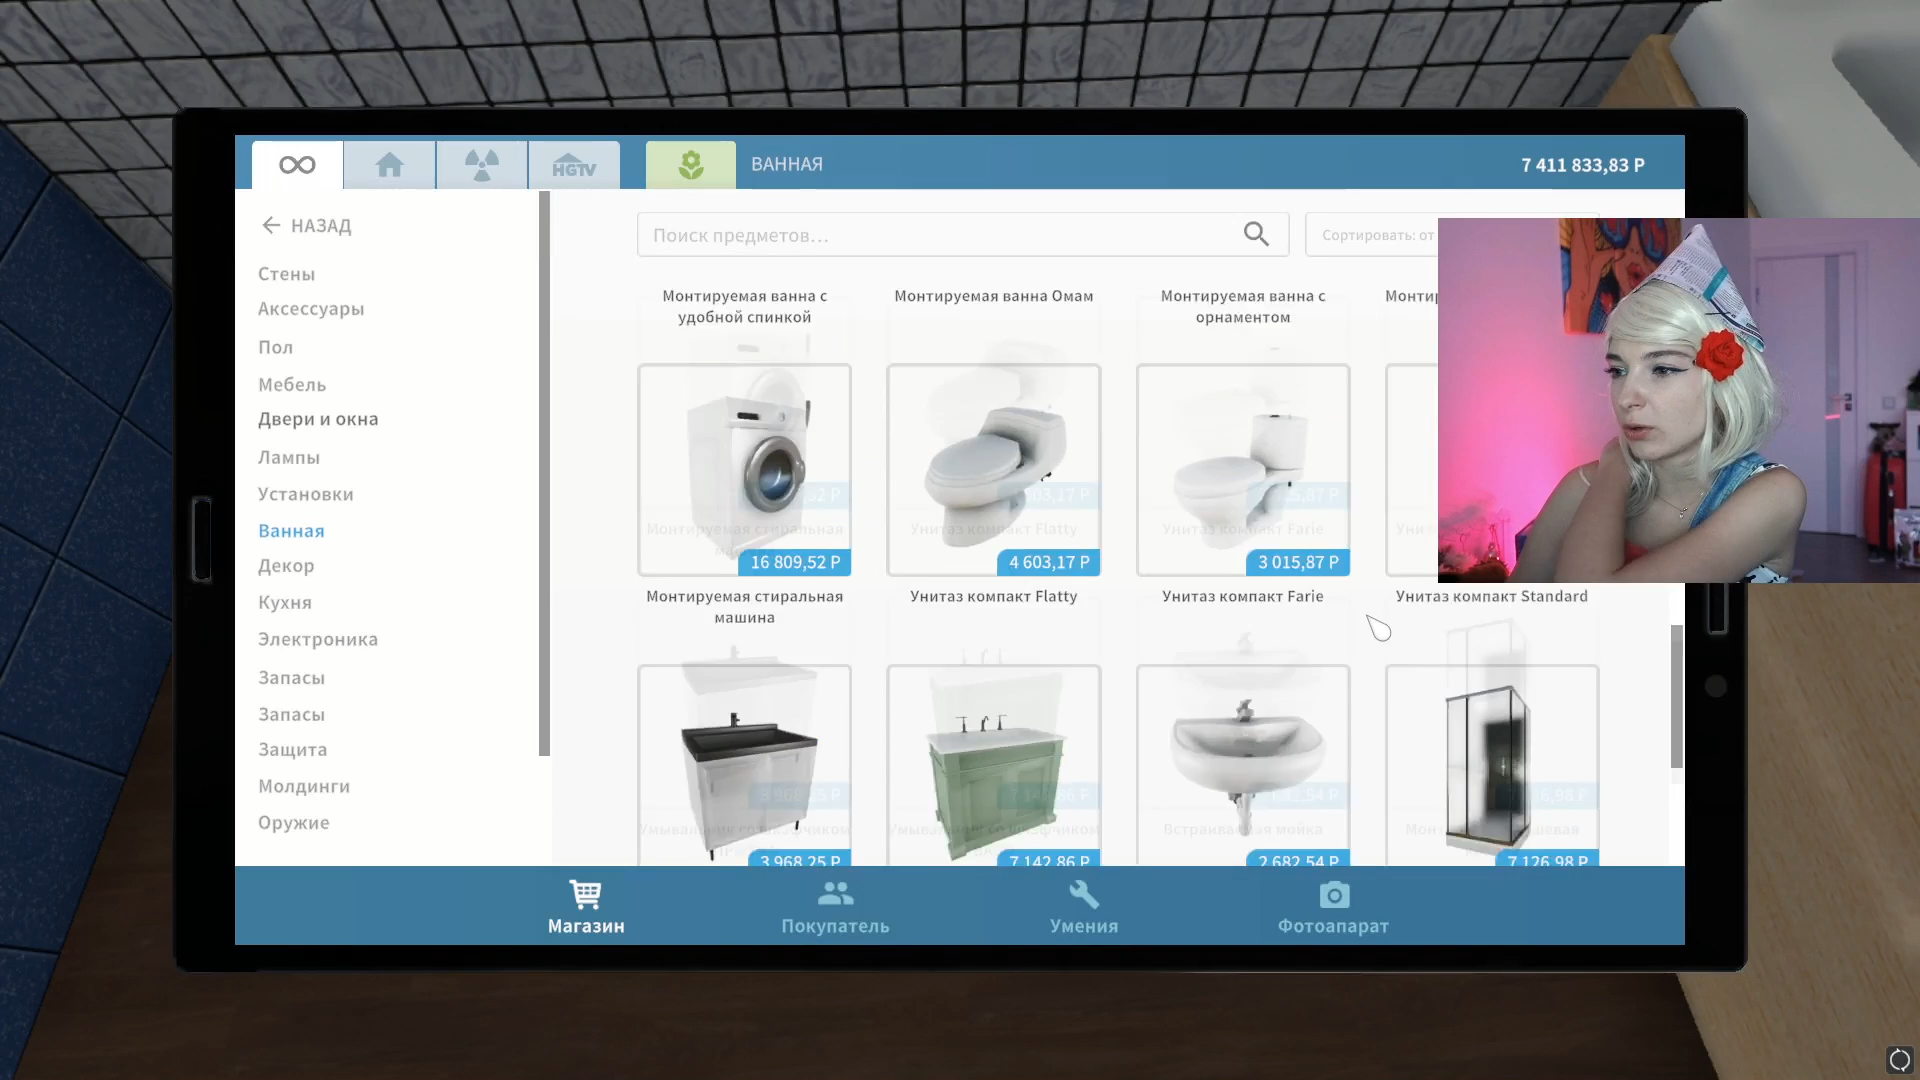 HGTV
ВАННАЯ
7 411 833,83 Р
НАЗАД
Поиск предметов...
Сортировать: от
Стены
Аксессуары
Пол
Мебель
Двери и окна
Лампы
Установки
Ванная
Декор
Кухня
Электроника
Запасы
Запасы
Защита
Молдинги
Оружие
Монтируемая ванна с
удобной спинкой
Монтируемая ванна Омам
Монтируемая ванна с
орнаментом
16 809,52 Р
4 603,17 Р
3 015,87 Р
Монтируемая стиральная
машина
Унитаз компакт Flatty
Унитаз компакт Farie
Унитаз компакт Standard
3 968,25 Р
7 142,86 Р
2 682,54 Р
7 126,98 Р
Магазин
Покупатель
Умения
Фотоапарат